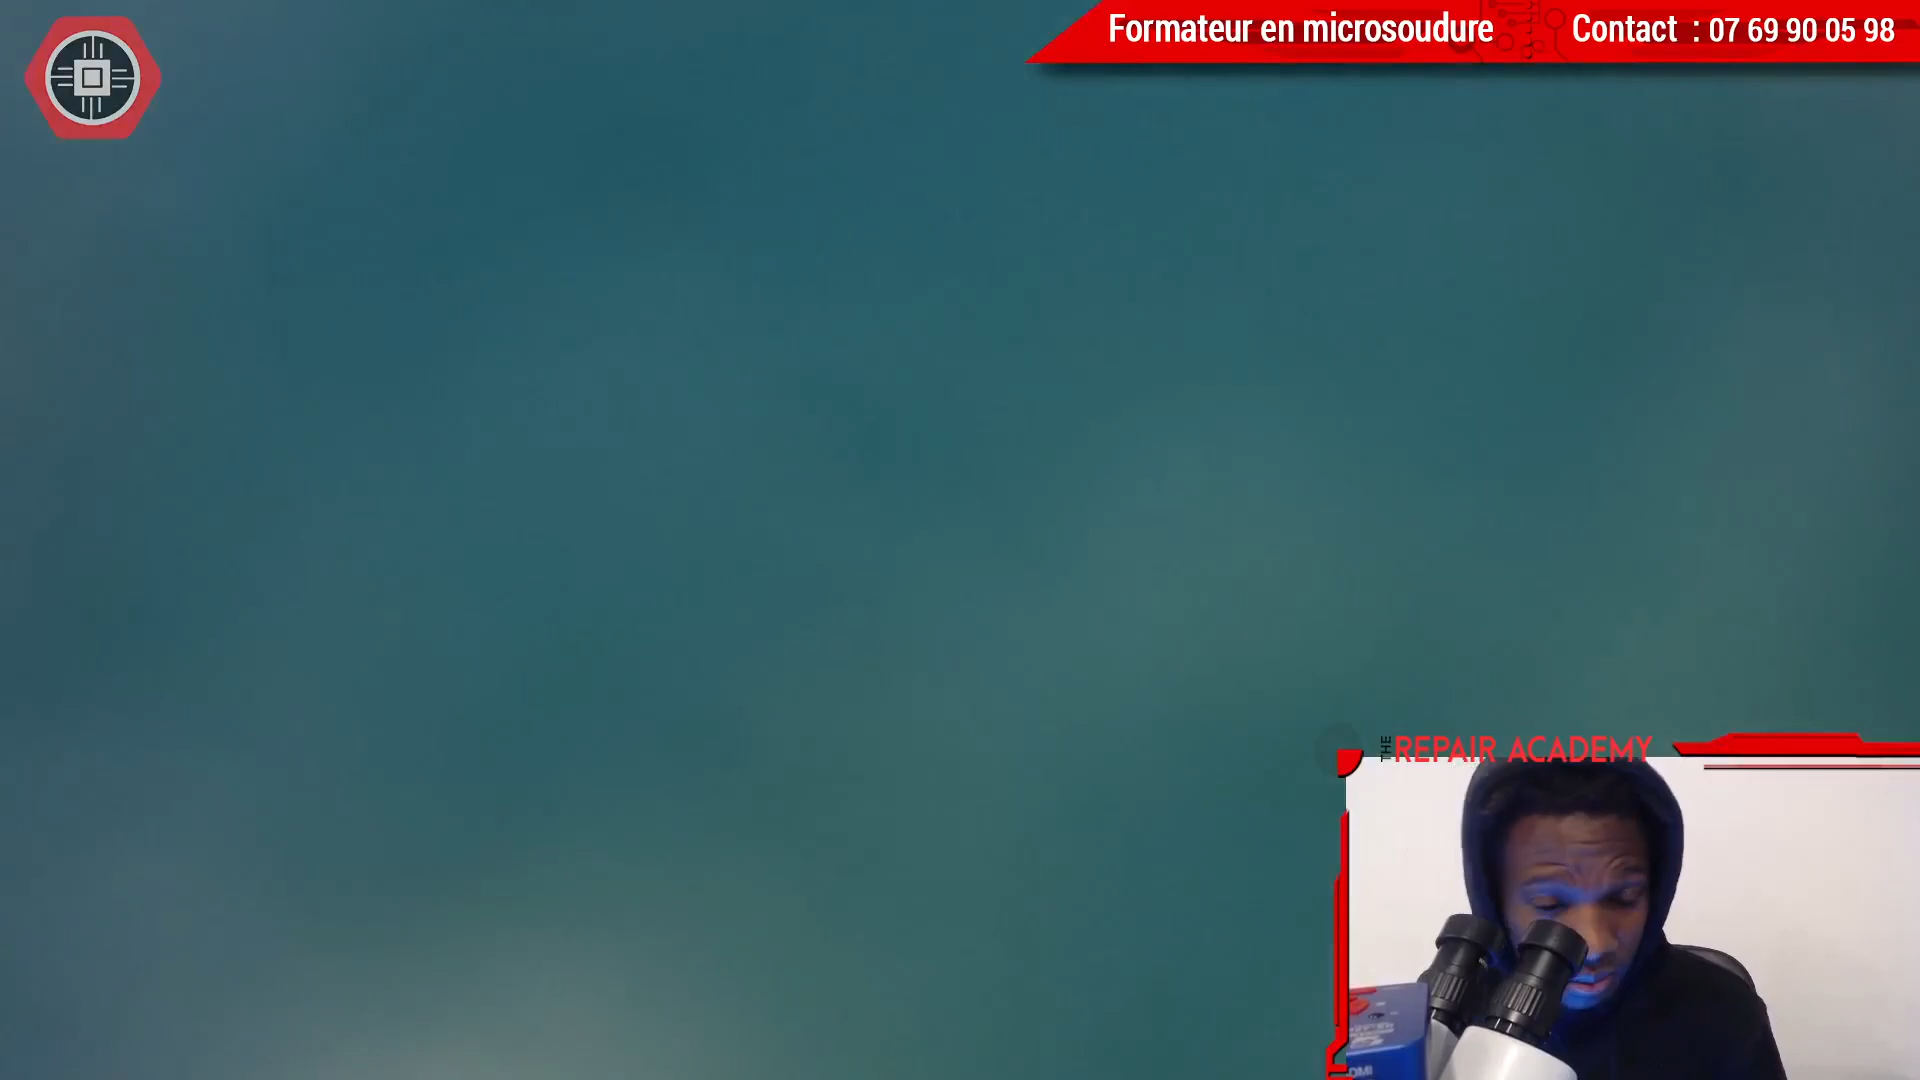 Formateur en microsoudure
Contact : 07 69 90 05 98
THE REPAIR ACADEMY